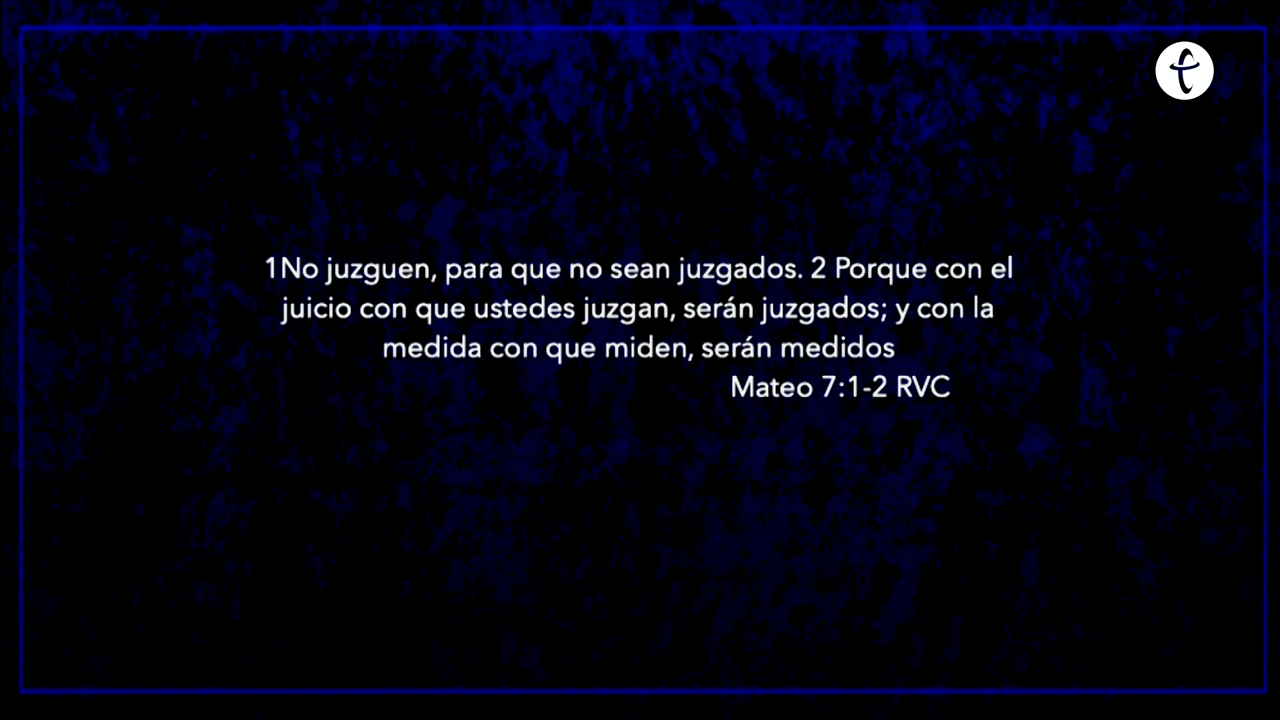 1No juzguen, para que no sean juzgados. 2 Porque con el
juicio con que ustedes juzgan, serán juzgados; y con la
medida con que miden, serán medidos
Mateo 7:1-2 RVC